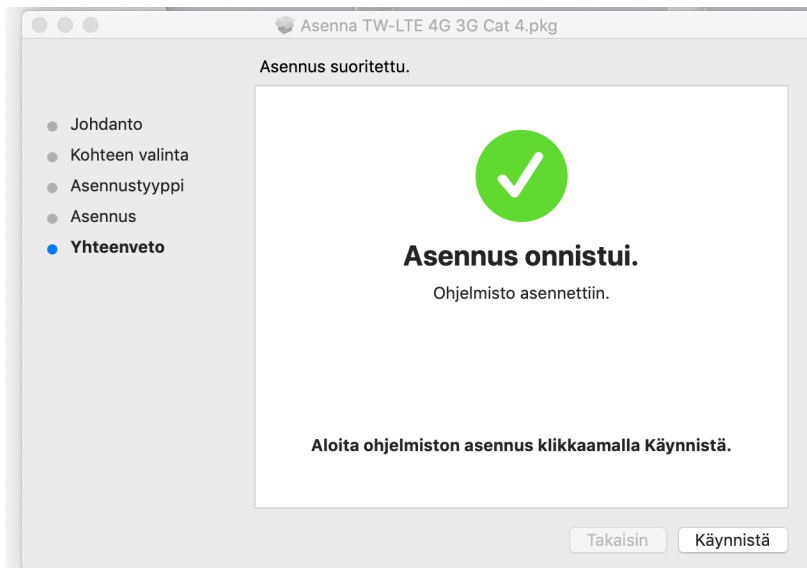 Asenna TW-LTE 4G 3G Cat 4.pkg
Asennus suoritettu.
Johdanto
Kohteen valinta
Asennustyyppi
Asennus
Yhteenveto
Asennus onnistui.
Ohjelmisto asennettiin.
Aloita ohjelmiston asennus klikkaamalla Käynnistä.
Takaisin
Käynnistä